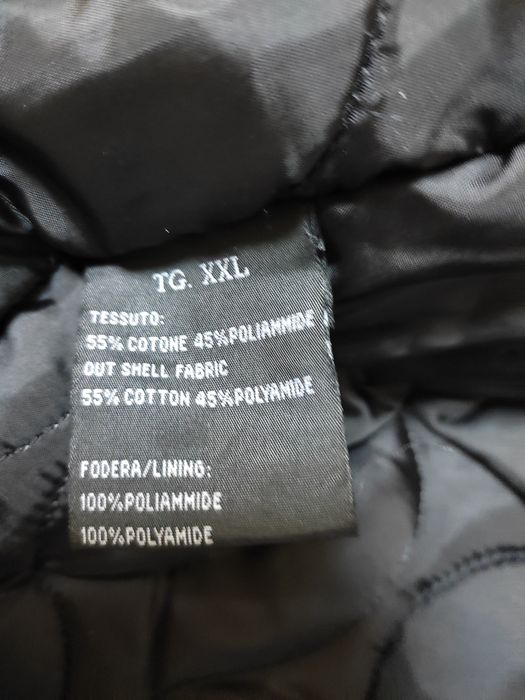 TG. XXL
TESSUTO:
55% COTONE 45%POLIAMMIDE
OUT SHELL FABRIC
55% COTTON 45%POLYAMIDE
FODERA/LINING:
100%POLIAMMIDE
100%POLYAMIDE